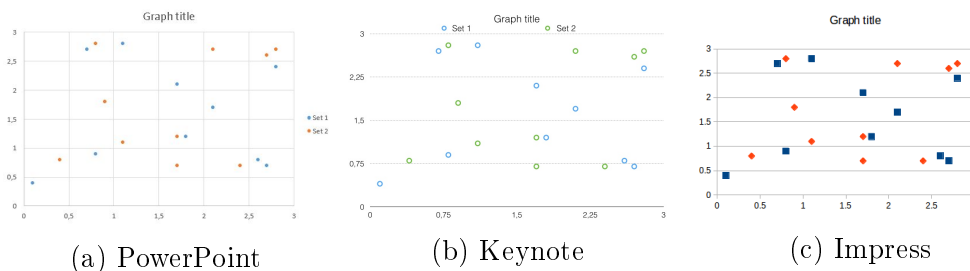 Graph title
3
2,5
2
1,5
1
0,5
0
0 0,5 1 1,5 2 2,5 3
Set 1
Set 2
(a) PowerPoint
Graph title
Set 1 Set 2
3
2,25
1,5
0,75
0
0 0,75 1,5 2,25 3
(b) Keynote
Graph title
3
2.5
2
1.5
1
0.5
0
0 0.5 1 1.5 2 2.5
(c) Impress